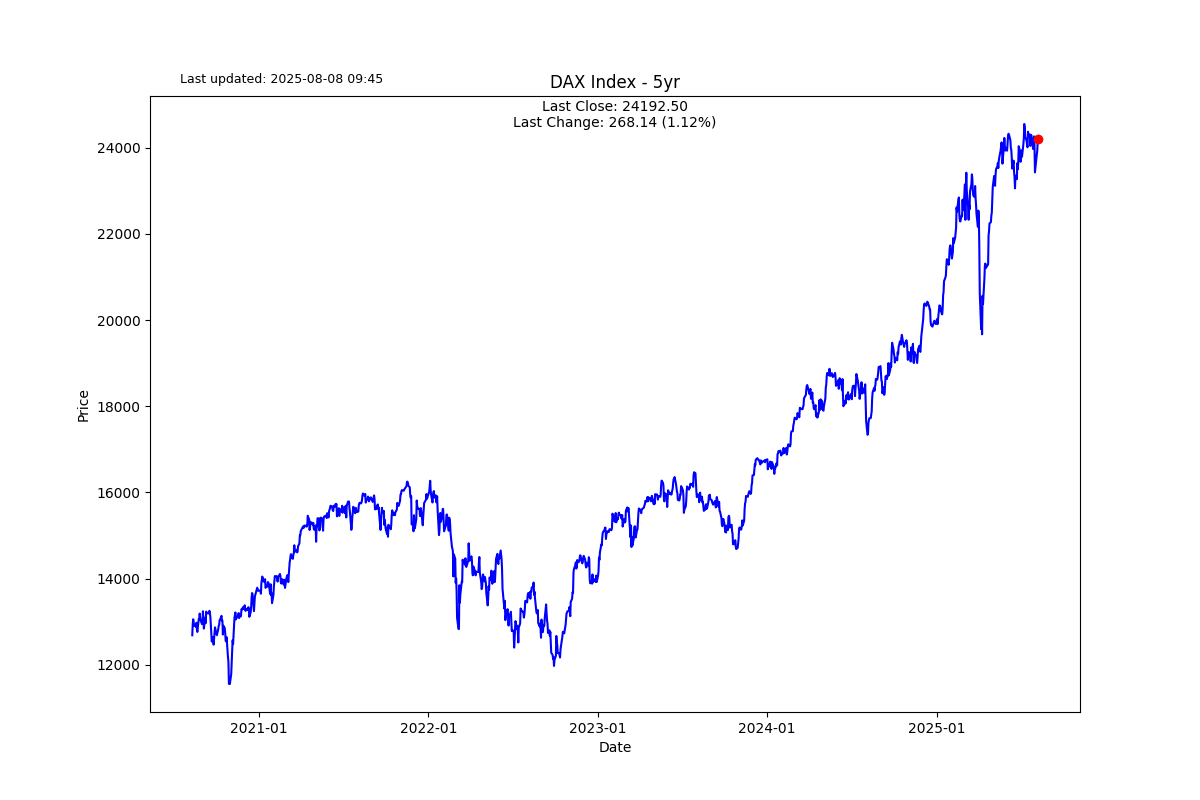 Last updated: 2025-08-08 09:45
DAX Index - 5yr
Last Close: 24192.50
Last Change: 268.14 (1.12%)
24000
22000
20000
18000
16000
14000
12000
Price
2021-01
2022-01
2023-01
2024-01
2025-01
Date